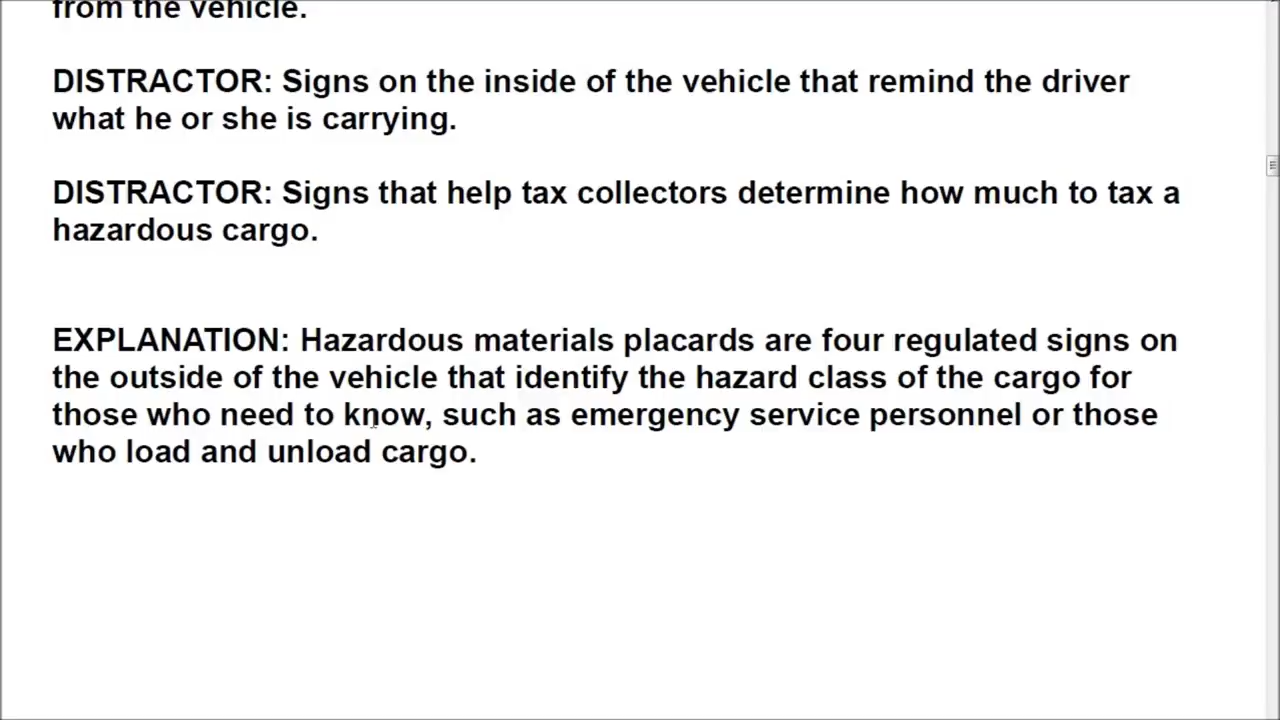 from the vehicle.
DISTRACTOR: Signs on the inside of the vehicle that remind the driver
what he or she is carrying.
DISTRACTOR: Signs that help tax collectors determine how much to tax a
hazardous cargo.
EXPLANATION: Hazardous materials placards are four regulated signs on
the outside of the vehicle that identify the hazard class of the cargo for
those who need to know, such as emergency service personnel or those
who load and unload cargo.